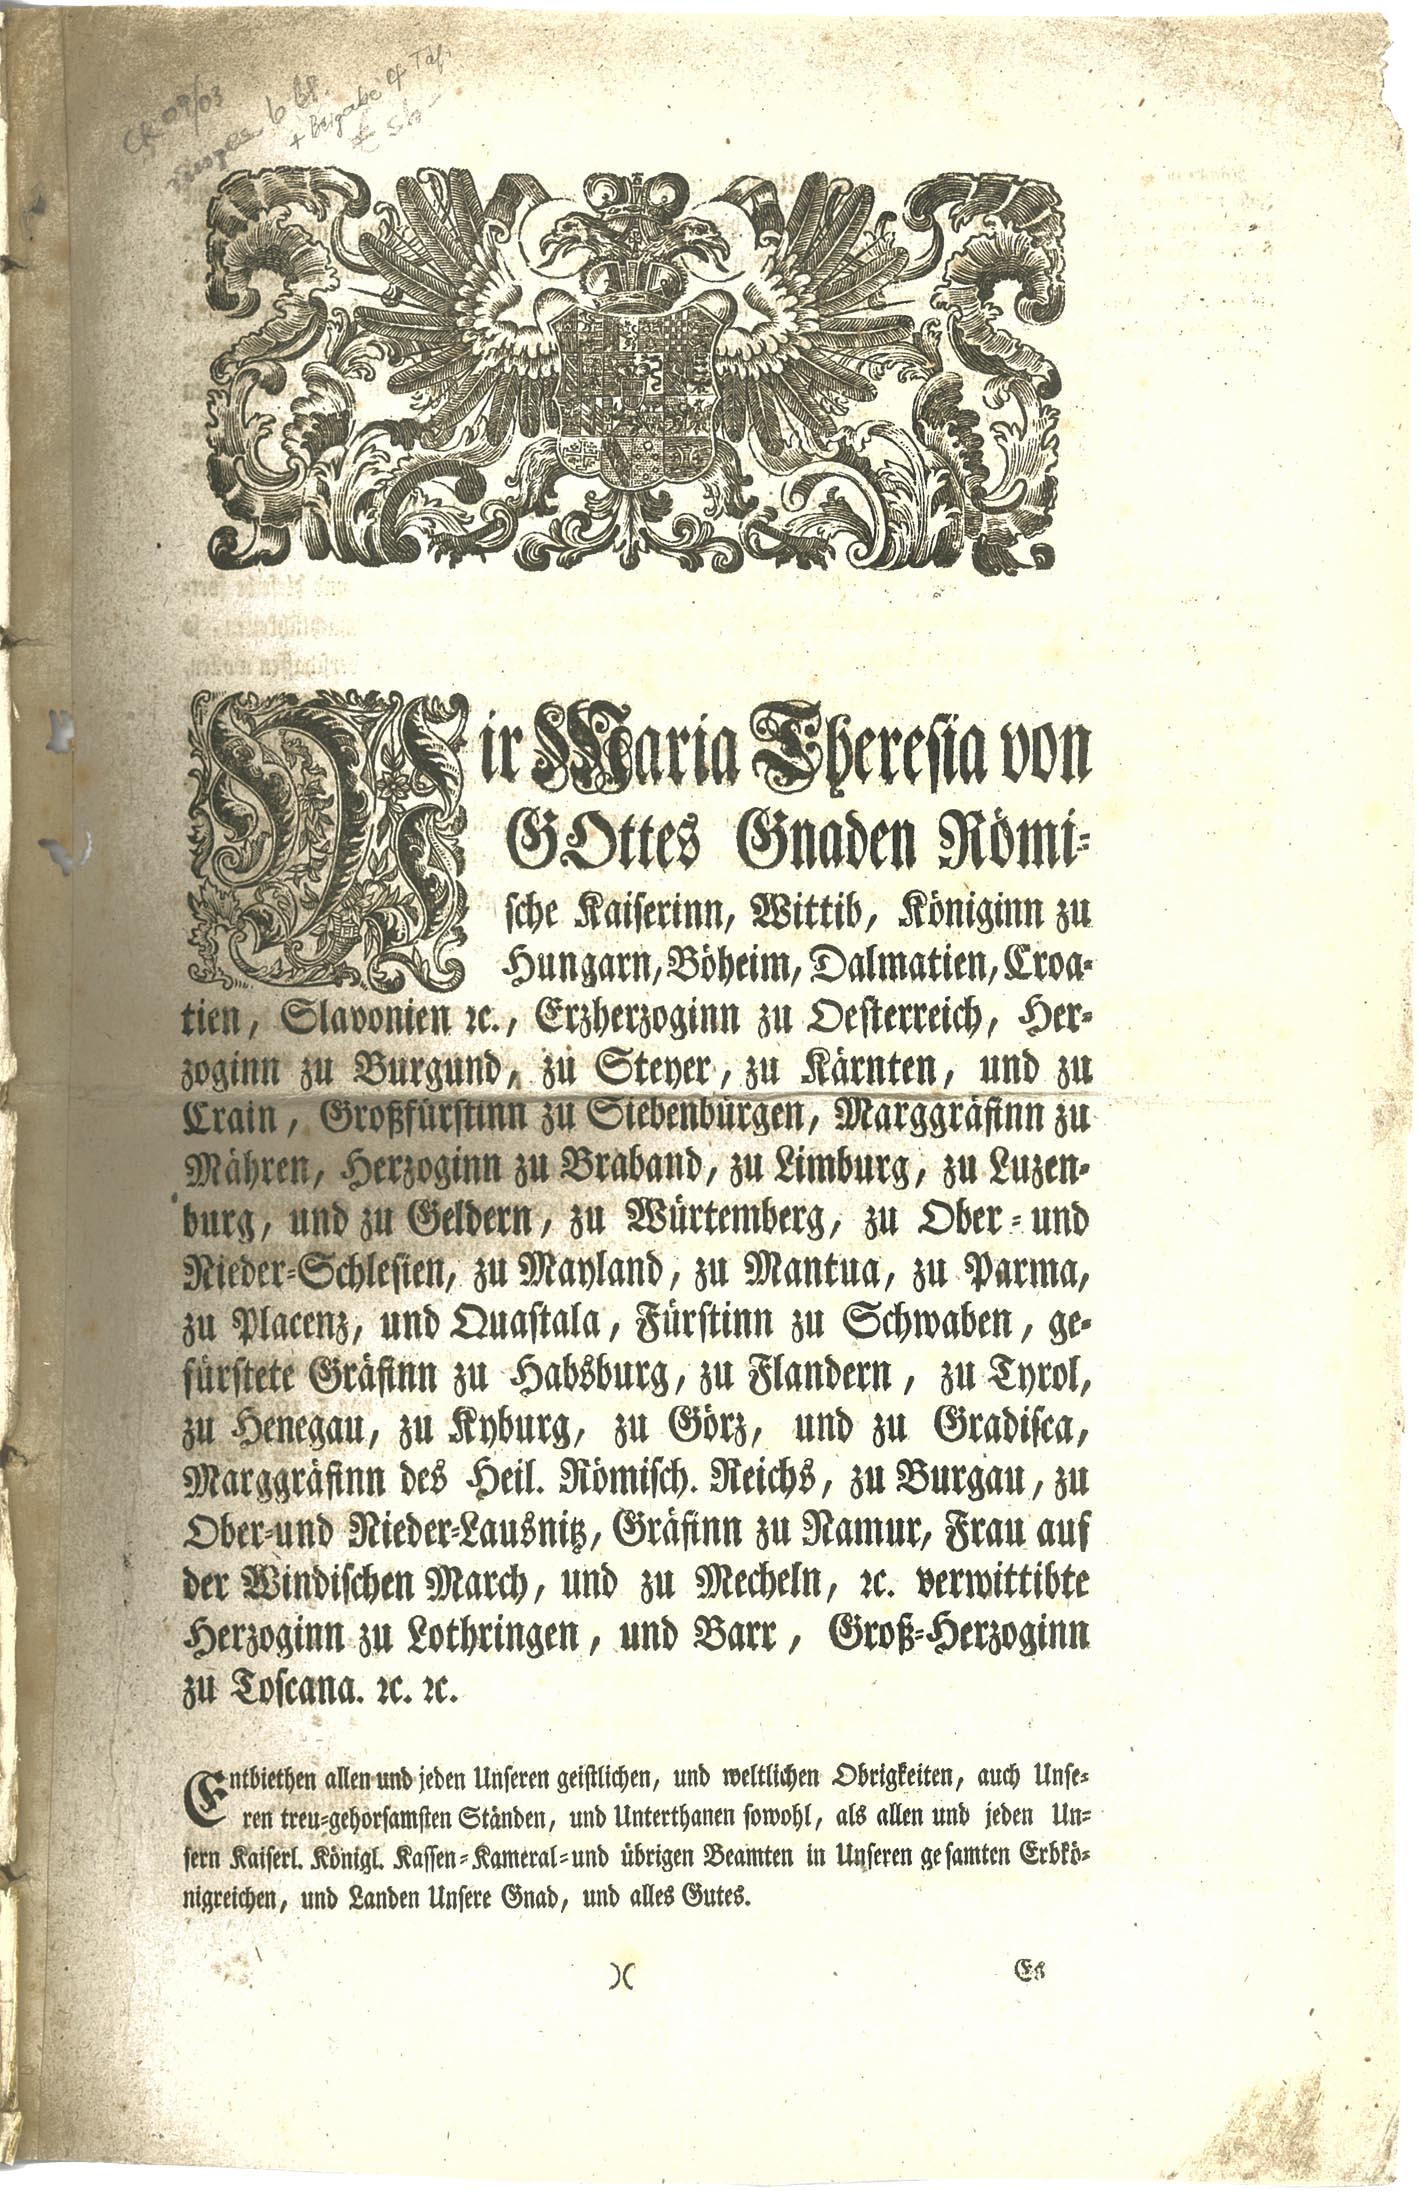 CR 09/03
6 Bl.
+ Beigabe 4 Taf.
Wir Maria Theresia von
GOttes Gnaden Römi-
sche Kaiserinn, Wittib, Königinn zu
Hungarn, Böheim, Dalmatien, Croa-
tien, Slavonien ꝛc., Erzherzoginn zu Oesterreich, Her-
zoginn zu Burgund, zu Steyer, zu Kärnten, und zu
Crain, Großfürstinn zu Siebenbürgen, Marggräfinn zu
Mähren, Herzoginn zu Braband, zu Limburg, zu Luzen-
burg, und zu Geldern, zu Würtemberg, zu Ober- und
Nieder-Schlesien, zu Mayland, zu Mantua, zu Parma,
zu Placenz, und Quastala, Fürstinn zu Schwaben, ge-
fürstete Gräfinn zu Habsburg, zu Flandern, zu Tyrol,
zu Henegau, zu Kyburg, zu Görz, und zu Gradisca,
Marggräfinn des Heil. Römisch. Reichs, zu Burgau, zu
Ober-und Nieder-Lausnitz, Gräfinn zu Namur, Frau auf
der Windischen March, und zu Mecheln, ꝛc. verwittibte
Herzoginn zu Lothringen, und Barr, Groß-Herzoginn
zu Toscana. ꝛc. ꝛc.
Entbiethen allen und jeden Unseren geistlichen, und weltlichen Obrigkeiten, auch Unse-
ren treu-gehorsamsten Ständen, und Unterthanen sowohl, als allen und jeden Un-
sern Kaiserl. Königl. Kassen-Kameral-und übrigen Beamten in Unseren gesamten Erbkö-
nigreichen, und Landen Unsere Gnad, und alles Gutes.
)( Es